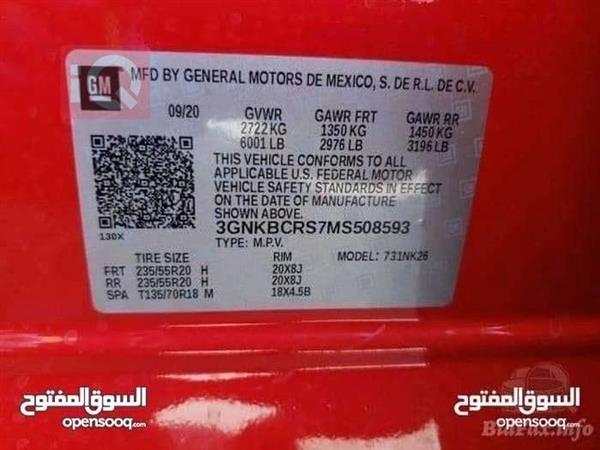 GM
MFD BY GENERAL MOTORS DE MEXICO, S. DE R.L. DE C.V.
09/20 GVWR GAWR FRT GAWR RR
2722 KG 1350 KG 1450 KG
6001 LB 2976 LB 3196 LB
THIS VEHICLE CONFORMS TO ALL
APPLICABLE U.S. FEDERAL MOTOR
VEHICLE SAFETY STANDARDS IN EFFECT
ON THE DATE OF MANUFACTURE
SHOWN ABOVE.
130X
3GNKBCRS7MS508593
TYPE: M.P.V. MODEL: 731NK26
TIRE SIZE RIM
FRT 235/55R20 H 20X8J
RR 235/55R20 H 20X8J
SPA T135/70R18 M 18X4.5B
السوق المفتوح
opensooq.com
السوق المفتوح
opensooq.com
BidFax.info